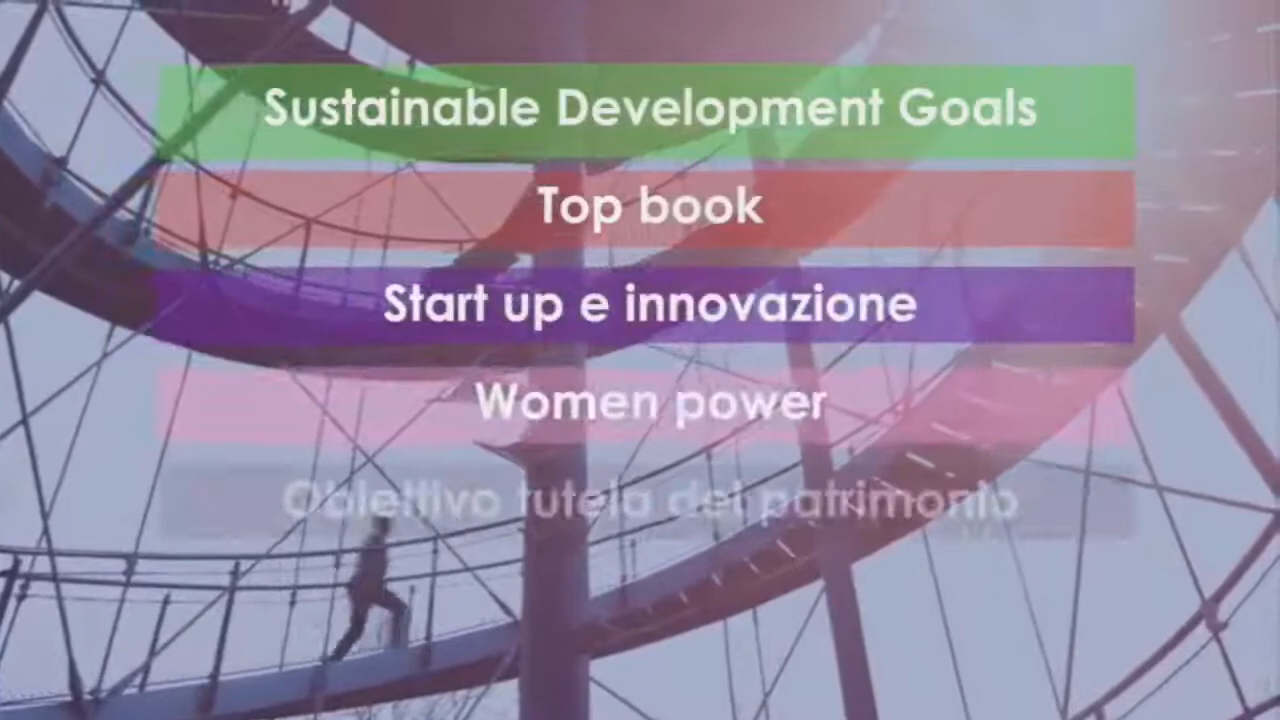 Sustainable Development Goals
Top book
Start up e innovazione
Women power
Obiettivo tutela del patrimonio